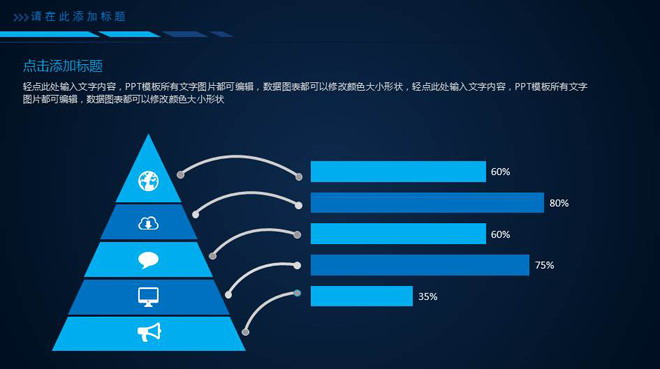 请在此添加标题
点击添加标题
轻点此处输入文字内容，PPT模板所有文字图片都可编辑，数据图表都可以修改颜色大小形状，轻点此处输入文字内容，PPT模板所有文字
图片都可编辑，数据图表都可以修改颜色大小形状
60%
80%
60%
75%
35%